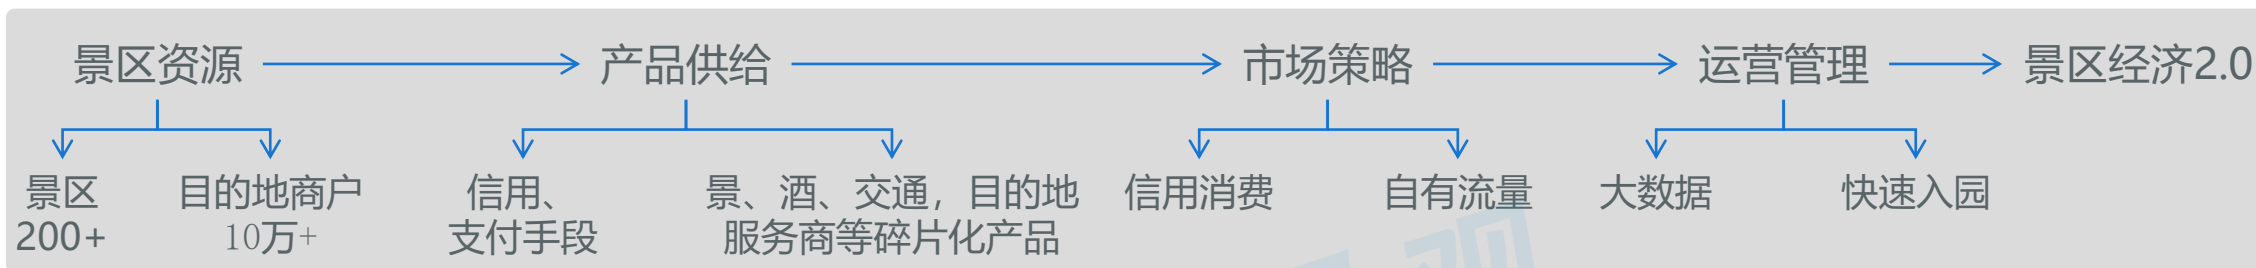 景区资源
产品供给
市场策略
运营管理
景区经济2.0
景区
200+
目的地商户
10万+
信用、
支付手段
景、酒、交通，目的地
服务商等碎片化产品
信用消费
自有流量
大数据
快速入园